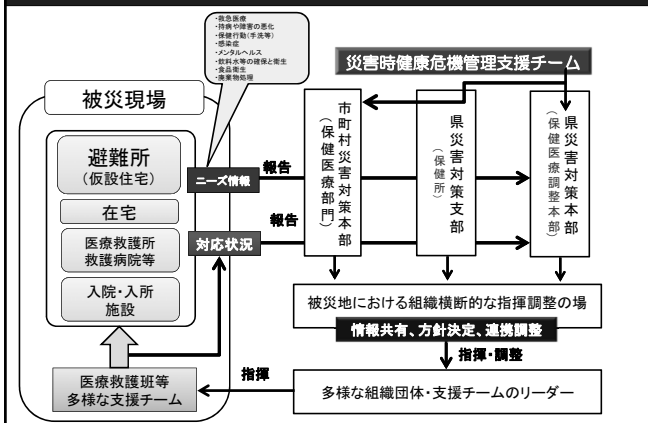 ・救急医療
・持病や障害の悪化
・保健行動(手洗等)
・感染症
・メンタルヘルス
・飲料水等の確保と衛生
・食品衛生
・廃棄物処理
災害時健康危機管理支援チーム
被災現場
避難所
(仮設住宅)
在宅
医療救護所
救護病院等
入院・入所
施設
医療救護班等
多様な支援チーム
ニーズ情報
対応状況
報告
報告
市町村災害対策本部
(保健医療部門)
県災害対策支部
(保健所)
県災害対策本部
(保健医療調整本部)
被災地における組織横断的な指揮調整の場
情報共有、方針決定、連携調整
指揮・調整
指揮
多様な組織団体・支援チームのリーダー